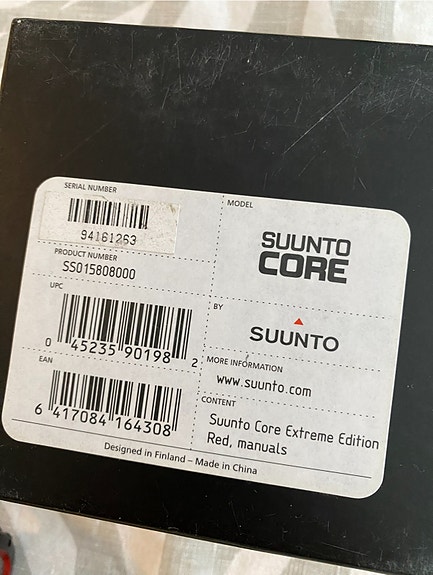 SERIAL NUMBER
94161263
PRODUCT NUMBER
SS015808000
UPC
0 45235 90198 2
EAN
6 417084 164308
MODEL
SUUNTO
CORE
BY
SUUNTO
MORE INFORMATION
www.suunto.com
CONTENT
Suunto Core Extreme Edition
Red, manuals
Designed in Finland – Made in China